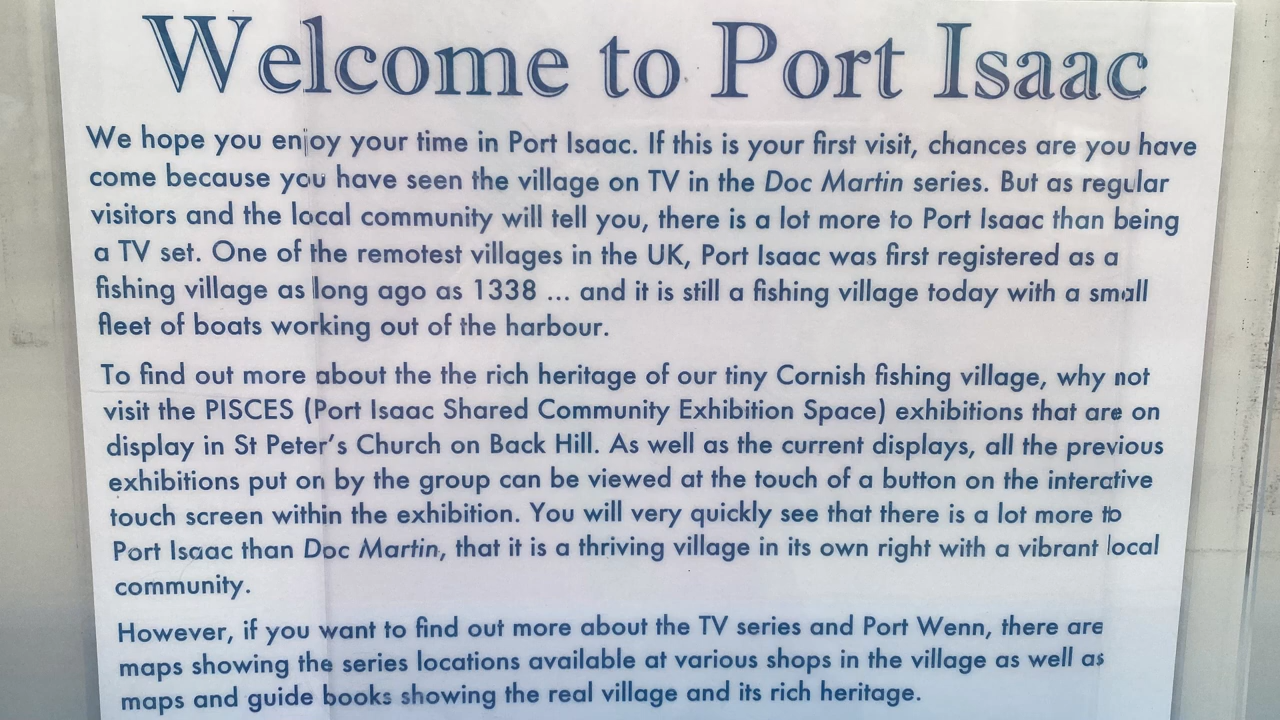 Welcome to Port Isaac
We hope you enjoy your time in Port Isaac. If this is your first visit, chances are you have
come because you have seen the village on TV in the Doc Martin series. But as regular
visitors and the local community will tell you, there is a lot more to Port Isaac than being
a TV set. One of the remotest villages in the UK, Port Isaac was first registered as a
fishing village as long ago as 1338 ... and it is still a fishing village today with a small
fleet of boats working out of the harbour.
To find out more about the the rich heritage of our tiny Cornish fishing village, why not
visit the PISCES (Port Isaac Shared Community Exhibition Space) exhibitions that are on
display in St Peter's Church on Back Hill. As well as the current displays, all the previous
exhibitions put on by the group can be viewed at the touch of a button on the interative
touch screen within the exhibition. You will very quickly see that there is a lot more to
Port Isaac than Doc Martin, that it is a thriving village in its own right with a vibrant local
community.
However, if you want to find out more about the TV series and Port Wenn, there are
maps showing the series locations available at various shops in the village as well as
maps and guide books showing the real village and its rich heritage.